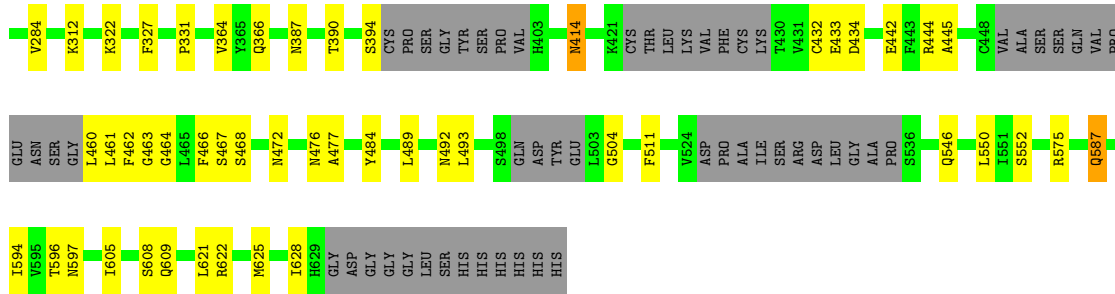 V284 K312 K322 F327 P331 V364 Y365 Q366 N387 T390 S394 CYS PRO SER GLY TYR SER PRO VAL H403 N414 K421 CYS THR LEU LYS VAL PHE CYS LYS T430 V431 C432 E433 D434 E442 F443 R444 A445 C448 VAL ALA SER SER GLN VAL PRO
GLU ASN SER GLY L460 L461 F462 G463 G464 L465 F466 S467 S468 N472 N476 A477 Y484 L489 N492 L493 S498 GLN ASP TYR GLU L503 G504 F511 V524 ASP PRO ALA ILE SER ARG ASP LEU GLY ALA PRO S536 Q546 L550 I551 S552 R575 Q587
I594 V595 T596 N597 I605 S608 Q609 L621 R622 M625 I628 H629 GLY ASP GLY GLY GLY LEU SER HIS HIS HIS HIS HIS HIS